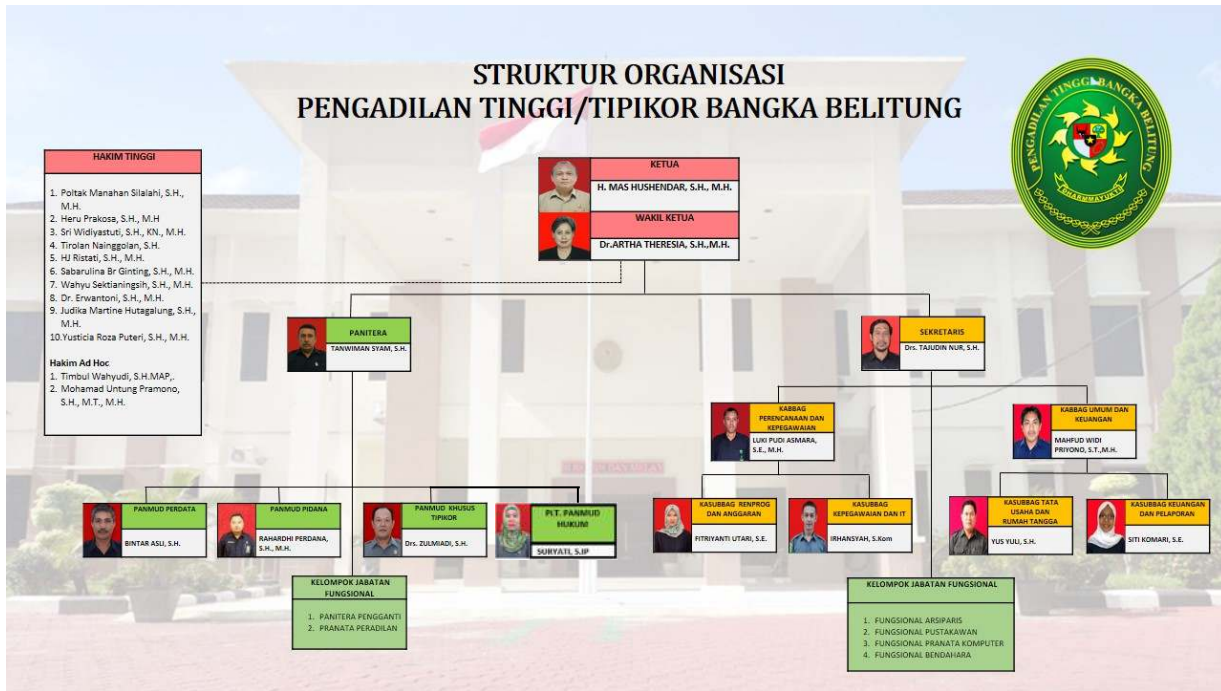 STRUKTUR ORGANISASI
PENGADILAN TINGGI/TIPIKOR BANGKA BELITUNG
PENGADILAN TINGGI BANGKA BELITUNG
DHARMMAYUKTI
HAKIM TINGGI
1. Poltak Manahan Silalahi, S.H.,
M.H.
2. Heru Prakosa, S.H., M.H
3. Sri Widiyastuti, S.H., KN., M.H.
4. Tirolan Nainggolan, S.H.
5. HJ Ristati, S.H., M.H.
6. Sabarulina Br Ginting, S.H., M.H.
7. Wahyu Sektianingsih, S.H., M.H.
8. Dr. Erwantoni, S.H., M.H.
9. Judika Martine Hutagalung, S.H.,
M.H.
10.Yusticia Roza Puteri, S.H., M.H.
Hakim Ad Hoc
1. Timbul Wahyudi, S.H.MAP,.
2. Mohamad Untung Pramono,
S.H., M.T., M.H.
KETUA
H. MAS HUSHENDAR, S.H., M.H.
WAKIL KETUA
Dr.ARTHA THERESIA, S.H.,M.H.
PANITERA
TANWIMAN SYAM, S.H.
SEKRETARIS
Drs. TAJUDIN NUR, S.H.
KABBAG
PERENCANAAN DAN
KEPEGAWAIAN
LUKI PUDI ASMARA,
S.E., M.H.
KABBAG UMUM DAN
KEUANGAN
MAHFUD WIDI
PRIYONO, S.T.,M.H.
PANMUD PERDATA
BINTAR ASLI, S.H.
PANMUD PIDANA
RAHARDHI PERDANA,
S.H., M.H.
PANMUD KHUSUS
TIPIKOR
Drs. ZULMIADI, S.H.
PLT. PANMUD
HUKUM
SURYATI, S.IP
KASUBBAG RENPROG
DAN ANGGARAN
FITRIYANTI UTARI, S.E.
KASUBBAG
KEPEGAWAIAN DAN IT
IRHANSYAH, S.Kom
KASUBBAG TATA
USAHA DAN
RUMAH TANGGA
YUS YULI, S.H.
KASUBBAG KEUANGAN
DAN PELAPORAN
SITI KOMARI, S.E.
KELOMPOK JABATAN
FUNGSIONAL
1. PANITERA PENGGANTI
2. PRANATA PERADILAN
KELOMPOK JABATAN FUNGSIONAL
1. FUNGSIONAL ARSIPARIS
2. FUNGSIONAL PUSTAKAWAN
3. FUNGSIONAL PRANATA KOMPUTER
4. FUNGSIONAL BENDAHARA